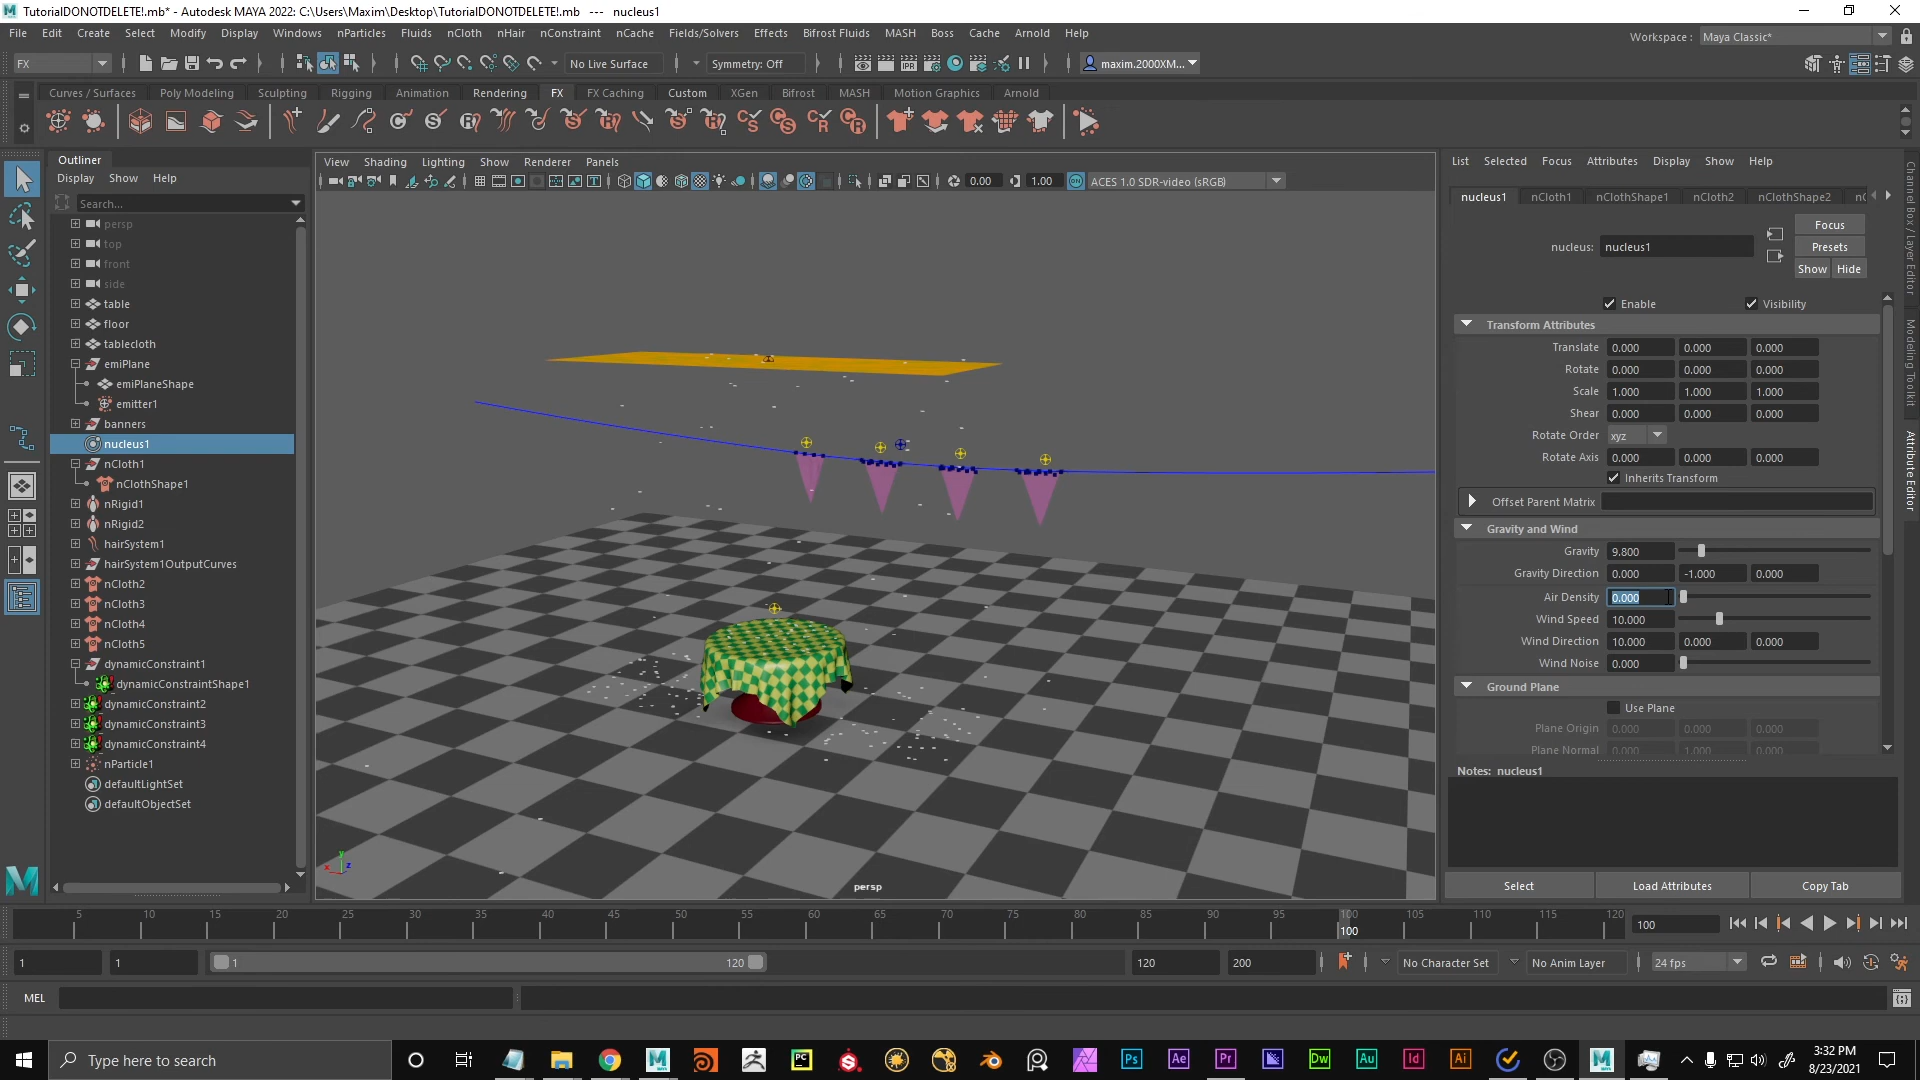 TutorialDONOTDELETE!.mb* - Autodesk MAYA 2022: C:\Users\Maxim\Desktop\TutorialDONOTDELETE!.mb --- nucleus1
File Edit Create Select Modify Display Windows nParticles Fluids nCloth nHair nConstraint nCache Fields/Solvers Effects Bifrost Fluids MASH Boss Cache Arnold Help
Workspace : Maya Classic*
FX No Live Surface Symmetry: Off maxim.2000XM...
Curves / Surfaces Poly Modeling Sculpting Rigging Animation Rendering FX FX Caching Custom XGen Bifrost MASH Motion Graphics Arnold
Outliner
Display Show Help
Search...
persp
top
front
side
table
floor
tablecloth
emiPlane
emiPlaneShape
emitter1
banners
nucleus1
nCloth1
nClothShape1
nRigid1
nRigid2
hairSystem1
hairSystem1OutputCurves
nCloth2
nCloth3
nCloth4
nCloth5
dynamicConstraint1
dynamicConstraintShape1
dynamicConstraint2
dynamicConstraint3
dynamicConstraint4
nParticle1
defaultLightSet
defaultObjectSet
View Shading Lighting Show Renderer Panels
0.00 1.00 ACES 1.0 SDR-video (sRGB)
persp
List Selected Focus Attributes Display Show Help
nucleus1 nCloth1 nClothShape1 nCloth2 nClothShape2
Focus
nucleus: nucleus1 Presets
Show Hide
Enable Visibility
Transform Attributes
Translate 0.000 0.000 0.000
Rotate 0.000 0.000 0.000
Scale 1.000 1.000 1.000
Shear 0.000 0.000 0.000
Rotate Order xyz
Rotate Axis 0.000 0.000 0.000
Inherits Transform
Offset Parent Matrix
Gravity and Wind
Gravity 9.800
Gravity Direction 0.000 -1.000 0.000
Air Density 0.000
Wind Speed 10.000
Wind Direction 10.000 0.000 0.000
Wind Noise 0.000
Ground Plane
Use Plane
Plane Origin 0.000 0.000 0.000
Plane Normal 0.000 1.000 0.000
Notes: nucleus1
Select Load Attributes Copy Tab
Channel Box / Layer Editor
Modeling Toolkit
Attribute Editor
5 10 15 20 25 30 35 40 45 50 55 60 65 70 75 80 85 90 95 100 105 110 115 120
100 100
1 1 1 120 120 200 No Character Set No Anim Layer 24 fps
MEL
Type here to search
3:32 PM
8/23/2021